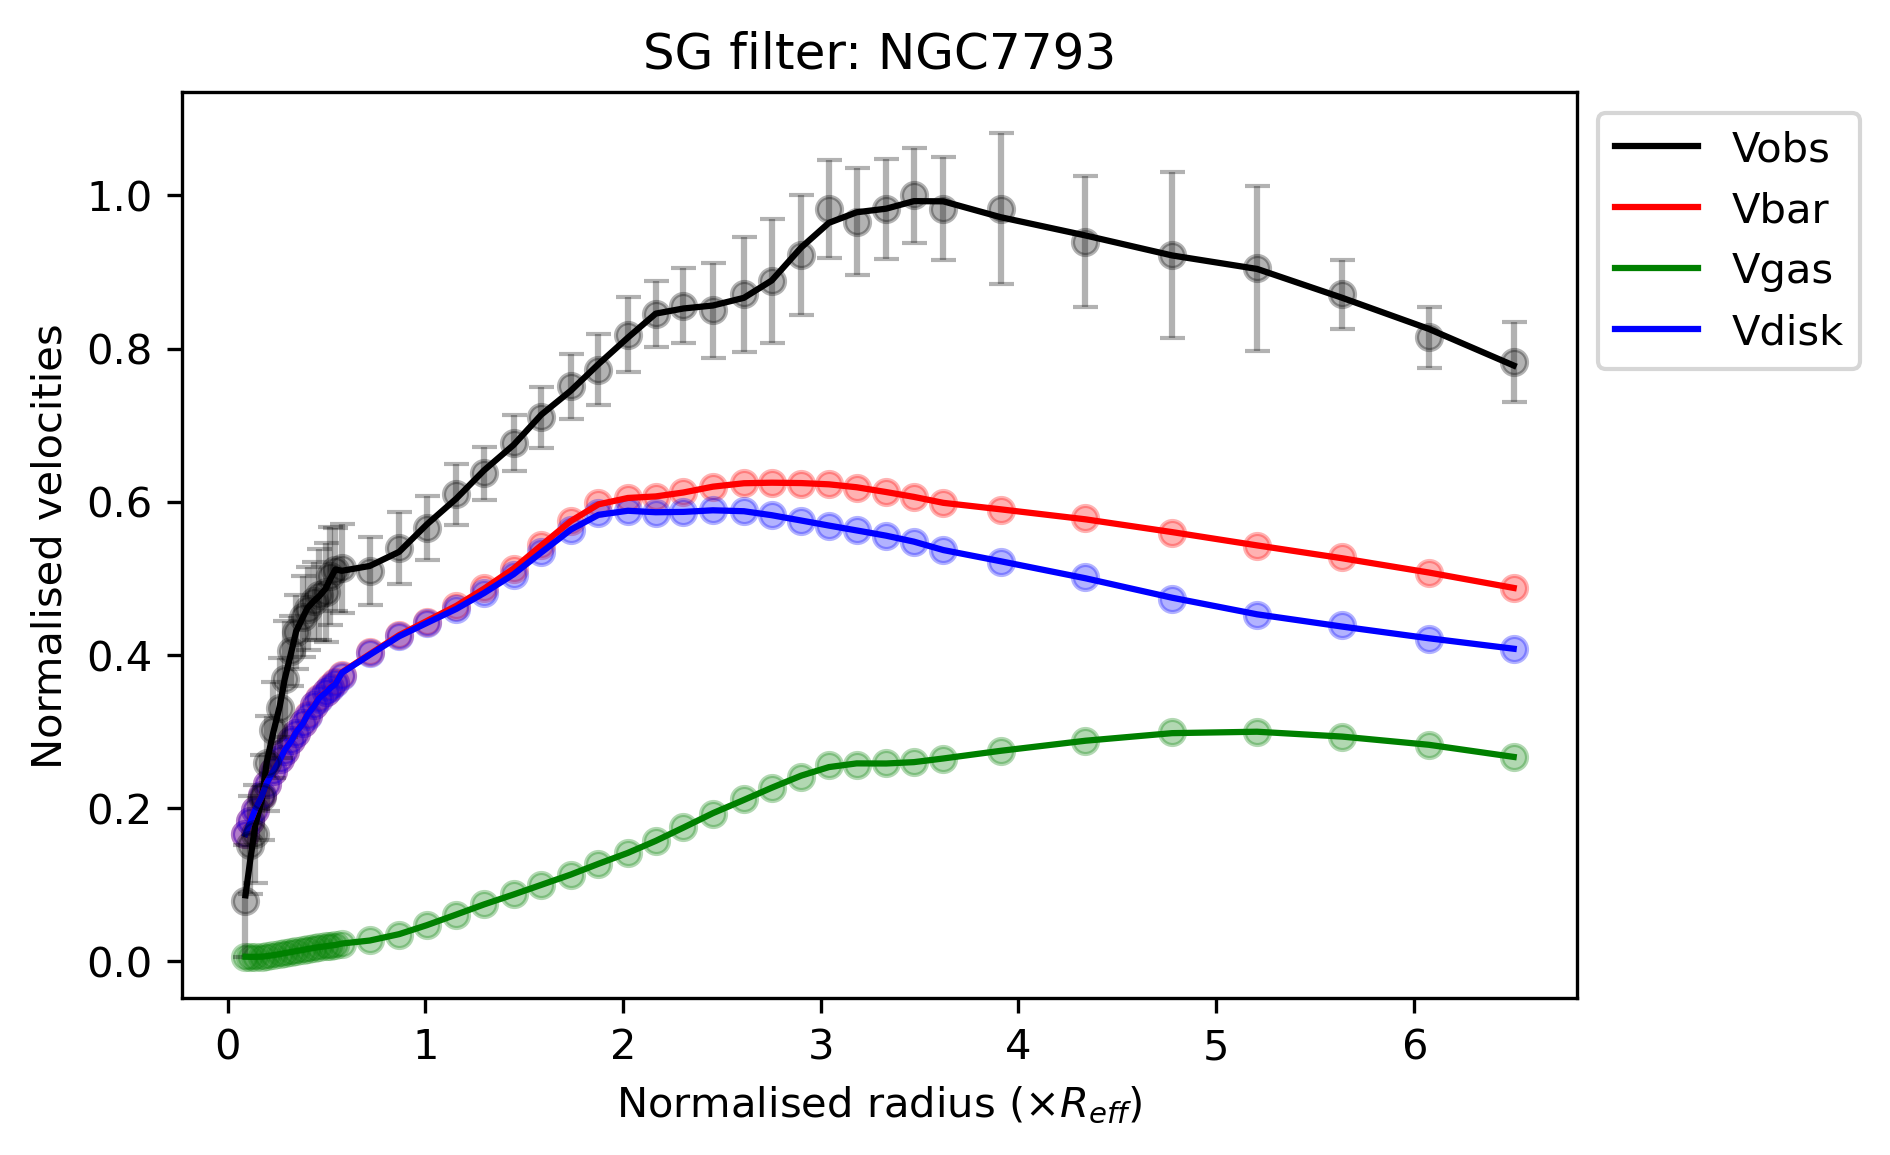 SG filter: NGC7793
Normalised velocities
1.0
0.8
0.6
0.4
0.2
0.0
0 1 2 3 4 5 6
Normalised radius (×R_eff)
Vobs
Vbar
Vgas
Vdisk